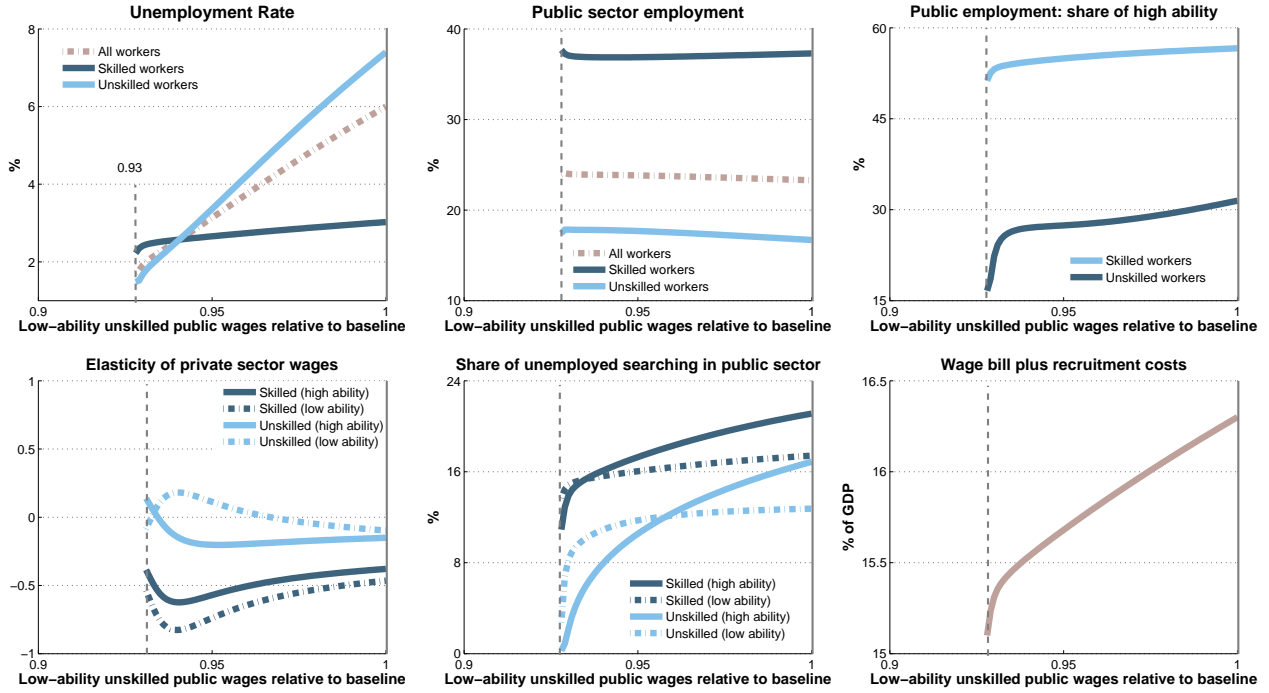 Unemployment Rate
8
6
4
2
%
All workers
Skilled workers
Unskilled workers
0.93
0.9
0.95
1
Low−ability unskilled public wages relative to baseline
Public sector employment
40
30
20
10
%
All workers
Skilled workers
Unskilled workers
0.9
0.95
1
Low−ability unskilled public wages relative to baseline
Public employment: share of high ability
60
45
30
15
%
Skilled workers
Unskilled workers
0.9
0.95
1
Low−ability unskilled public wages relative to baseline
Elasticity of private sector wages
1
0.5
0
−0.5
−1
Skilled (high ability)
Skilled (low ability)
Unskilled (high ability)
Unskilled (low ability)
0.9
0.95
1
Low−ability unskilled public wages relative to baseline
Share of unemployed searching in public sector
24
16
8
0
%
Skilled (high ability)
Skilled (low ability)
Unskilled (high ability)
Unskilled (low ability)
0.9
0.95
1
Low−ability unskilled public wages relative to baseline
Wage bill plus recruitment costs
16.5
16
15.5
15
% of GDP
0.9
0.95
1
Low−ability unskilled public wages relative to baseline